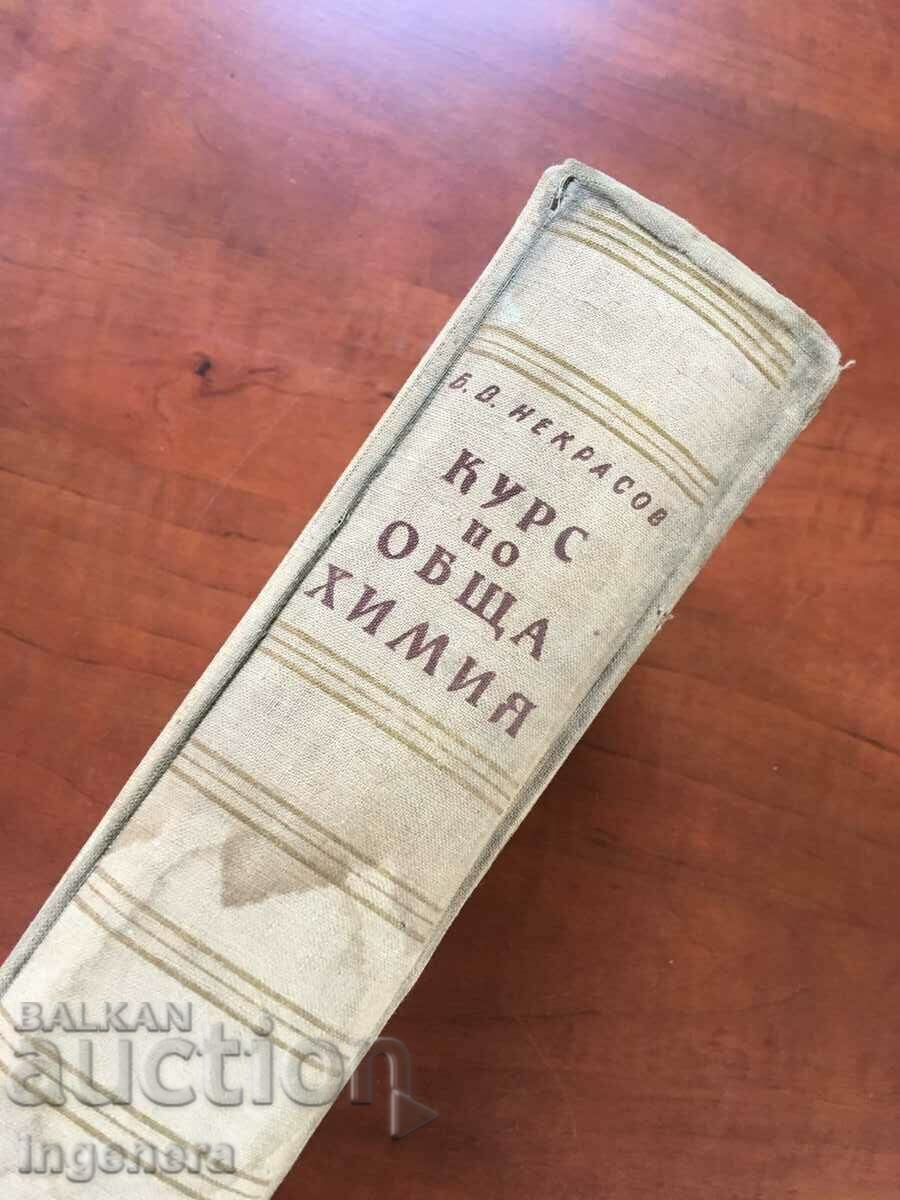 Б. В. НЕКРАСОВ
КУРС
ПО
ОБЩА
ХИМИЯ
BALKAN
auction
ingenera